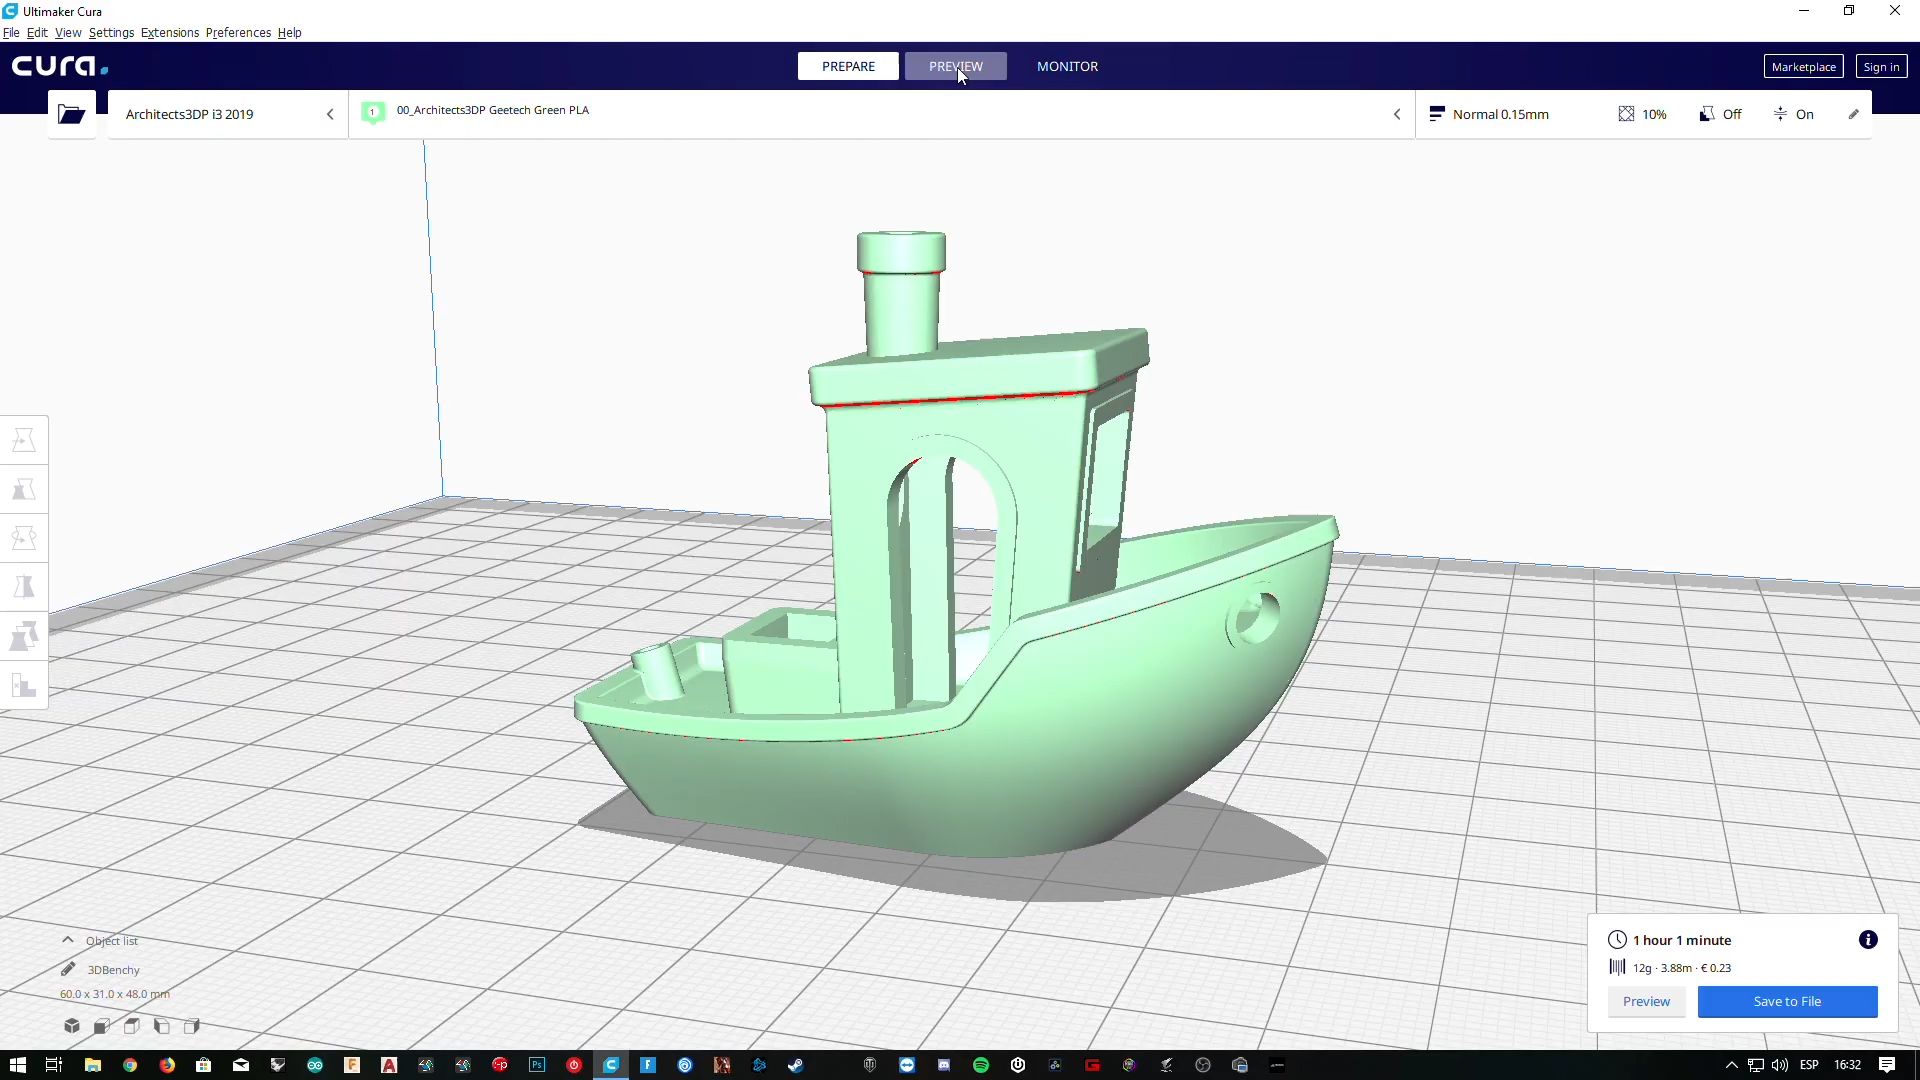 Ultimaker Cura
File Edit View Settings Extensions Preferences Help
cura.
PREPARE PREVIEW MONITOR
Marketplace Sign in
Architects3DP i3 2019
1 00_Architects3DP Geetech Green PLA
Normal 0.15mm 10% Off On
Object list
3DBenchy
60.0 x 31.0 x 48.0 mm
1 hour 1 minute
12g · 3.88m · € 0.23
Preview Save to File
ESP 16:32